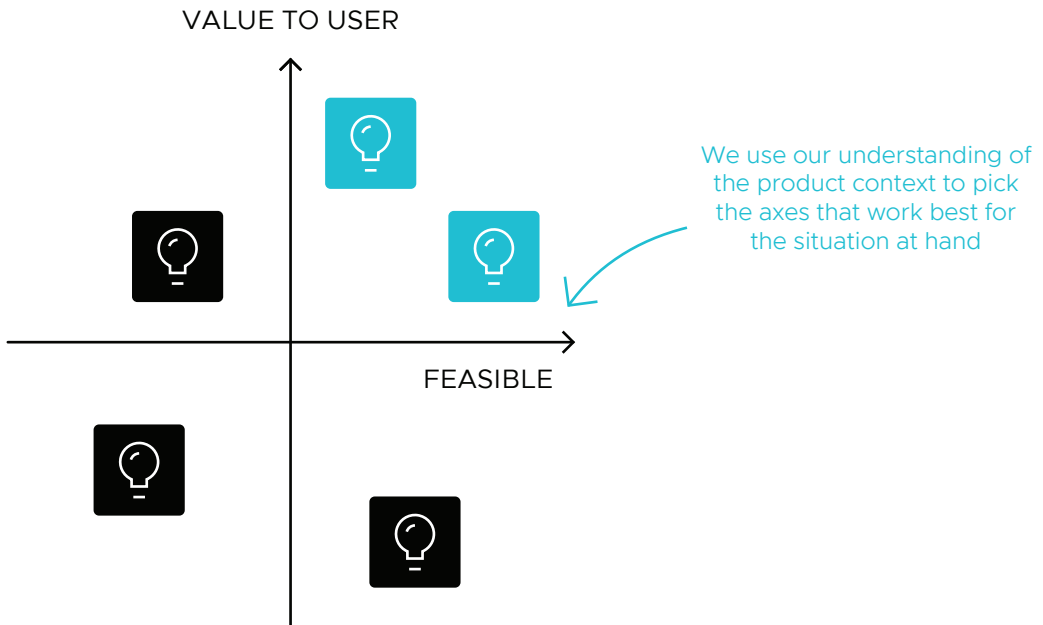 VALUE TO USER
We use our understanding of
the product context to pick
the axes that work best for
the situation at hand
FEASIBLE